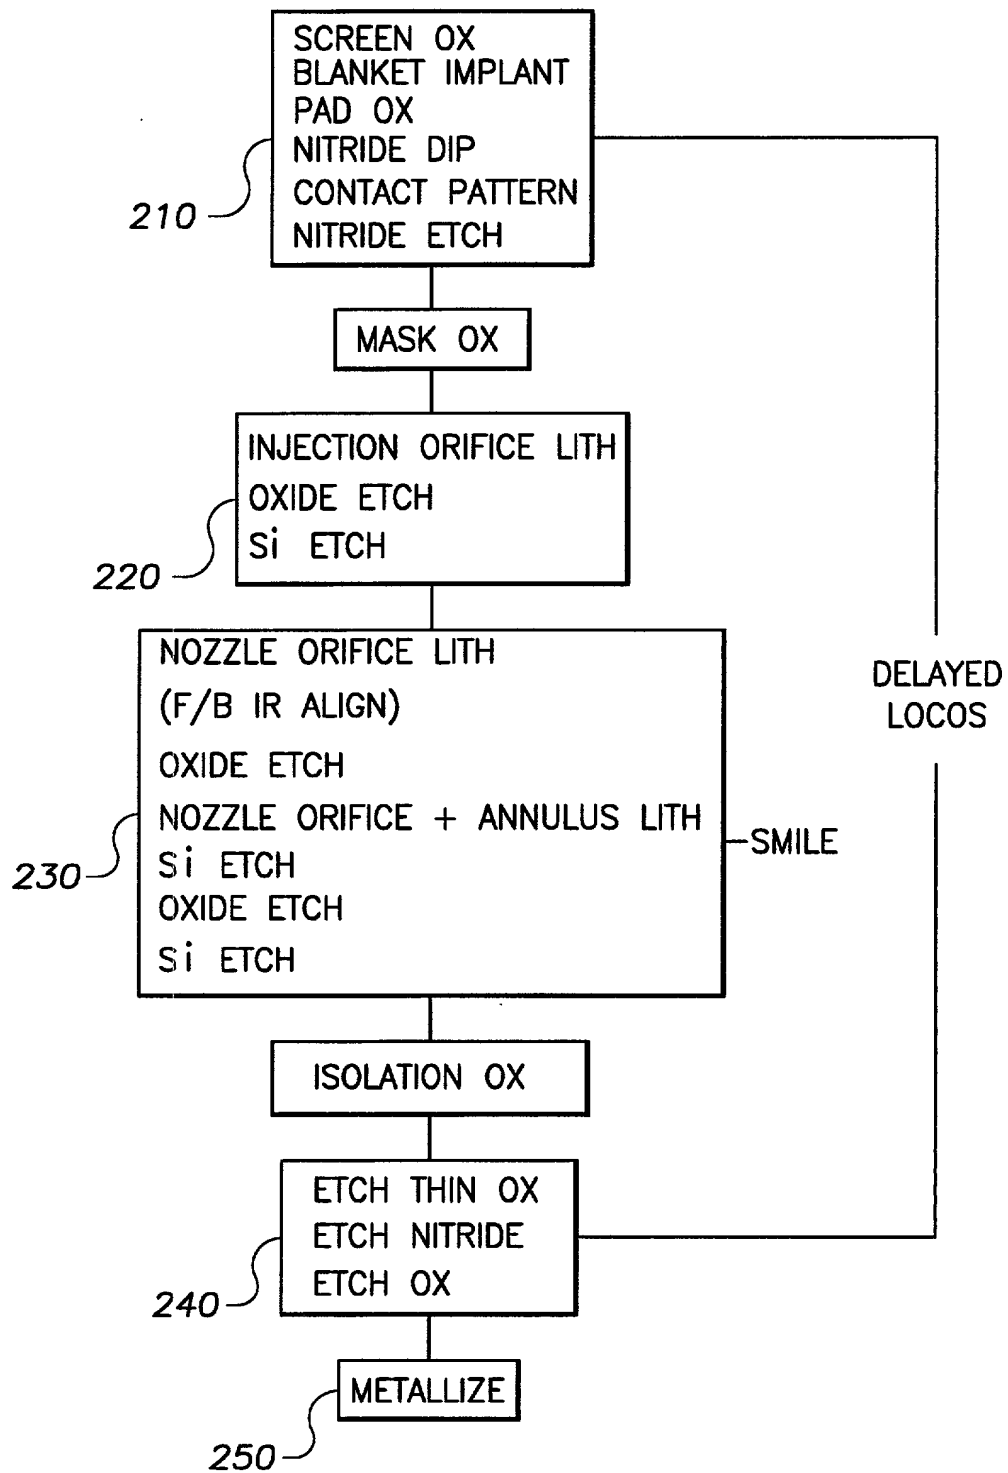 SCREEN OX
BLANKET IMPLANT
PAD OX
NITRIDE DIP
CONTACT PATTERN
NITRIDE ETCH
210
MASK OX
INJECTION ORIFICE LITH
OXIDE ETCH
Si ETCH
220
NOZZLE ORIFICE LITH
(F/B IR ALIGN)
OXIDE ETCH
NOZZLE ORIFICE + ANNULUS LITH
Si ETCH
OXIDE ETCH
Si ETCH
230
SMILE
DELAYED
LOCOS
ISOLATION OX
ETCH THIN OX
ETCH NITRIDE
ETCH OX
240
METALLIZE
250